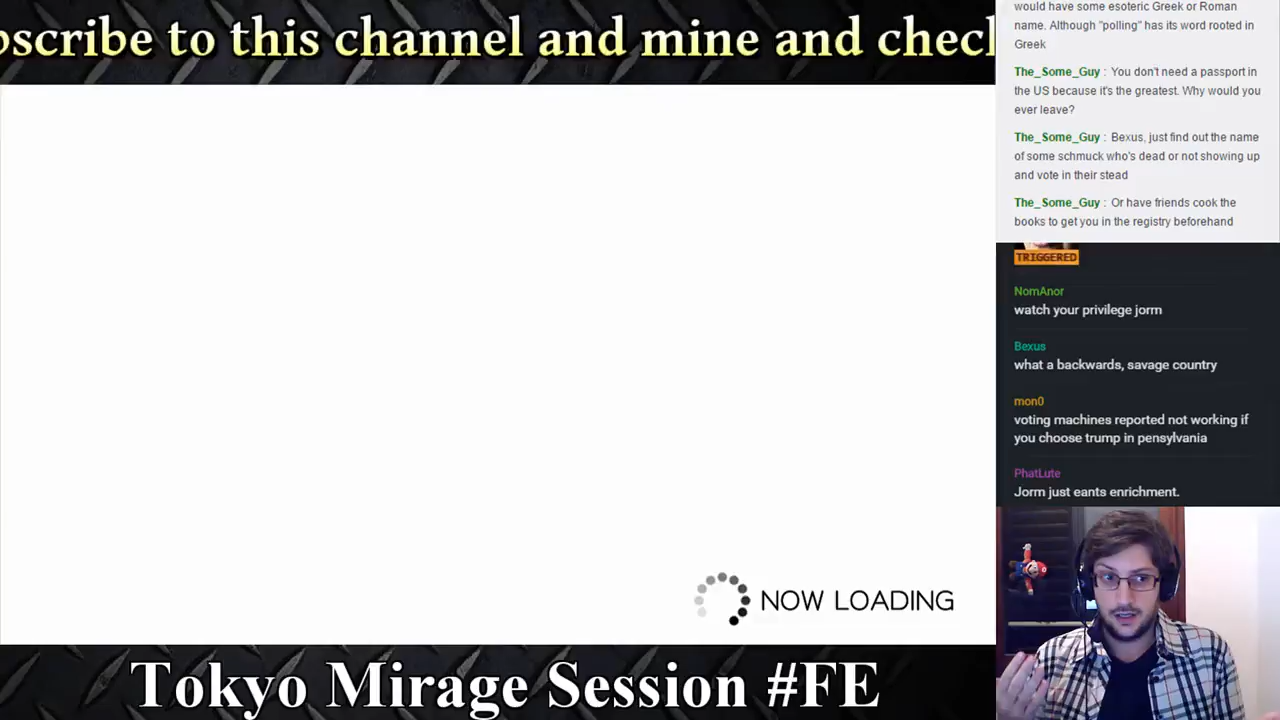 bscribe to this channel and mine and check
would have some esoteric Greek or Roman
name. Although "polling" has its word rooted in
Greek
The_Some_Guy : You don't need a passport in
the US because it's the greatest. Why would you
ever leave?
The_Some_Guy : Bexus, just find out the name
of some schmuck who's dead or not showing up
and vote in their stead
The_Some_Guy : Or have friends cook the
books to get you in the registry beforehand
TRIGGERED
NomAnor
watch your privilege jorm
Bexus
what a backwards, savage country
mon0
voting machines reported not working if
you choose trump in pensylvania
PhatLute
Jorm just eants enrichment.
NOW LOADING
Tokyo Mirage Session #FE